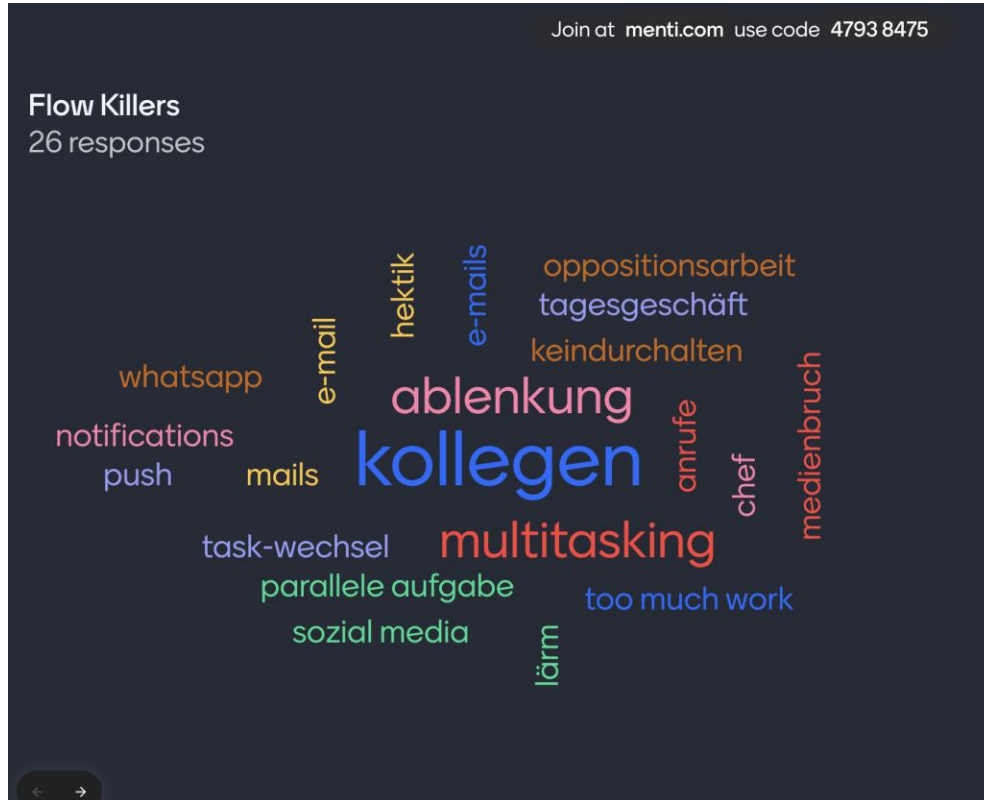 Join at menti.com use code 4793 8475
Flow Killers
26 responses
hektik
e-mails
oppositionsarbeit
tagesgeschäft
e-mail
keindurchalten
whatsapp
ablenkung
medienbruch
notifications
kollegen
anrufe
chef
push
mails
task-wechsel
multitasking
parallele aufgabe
too much work
sozial media
lärm